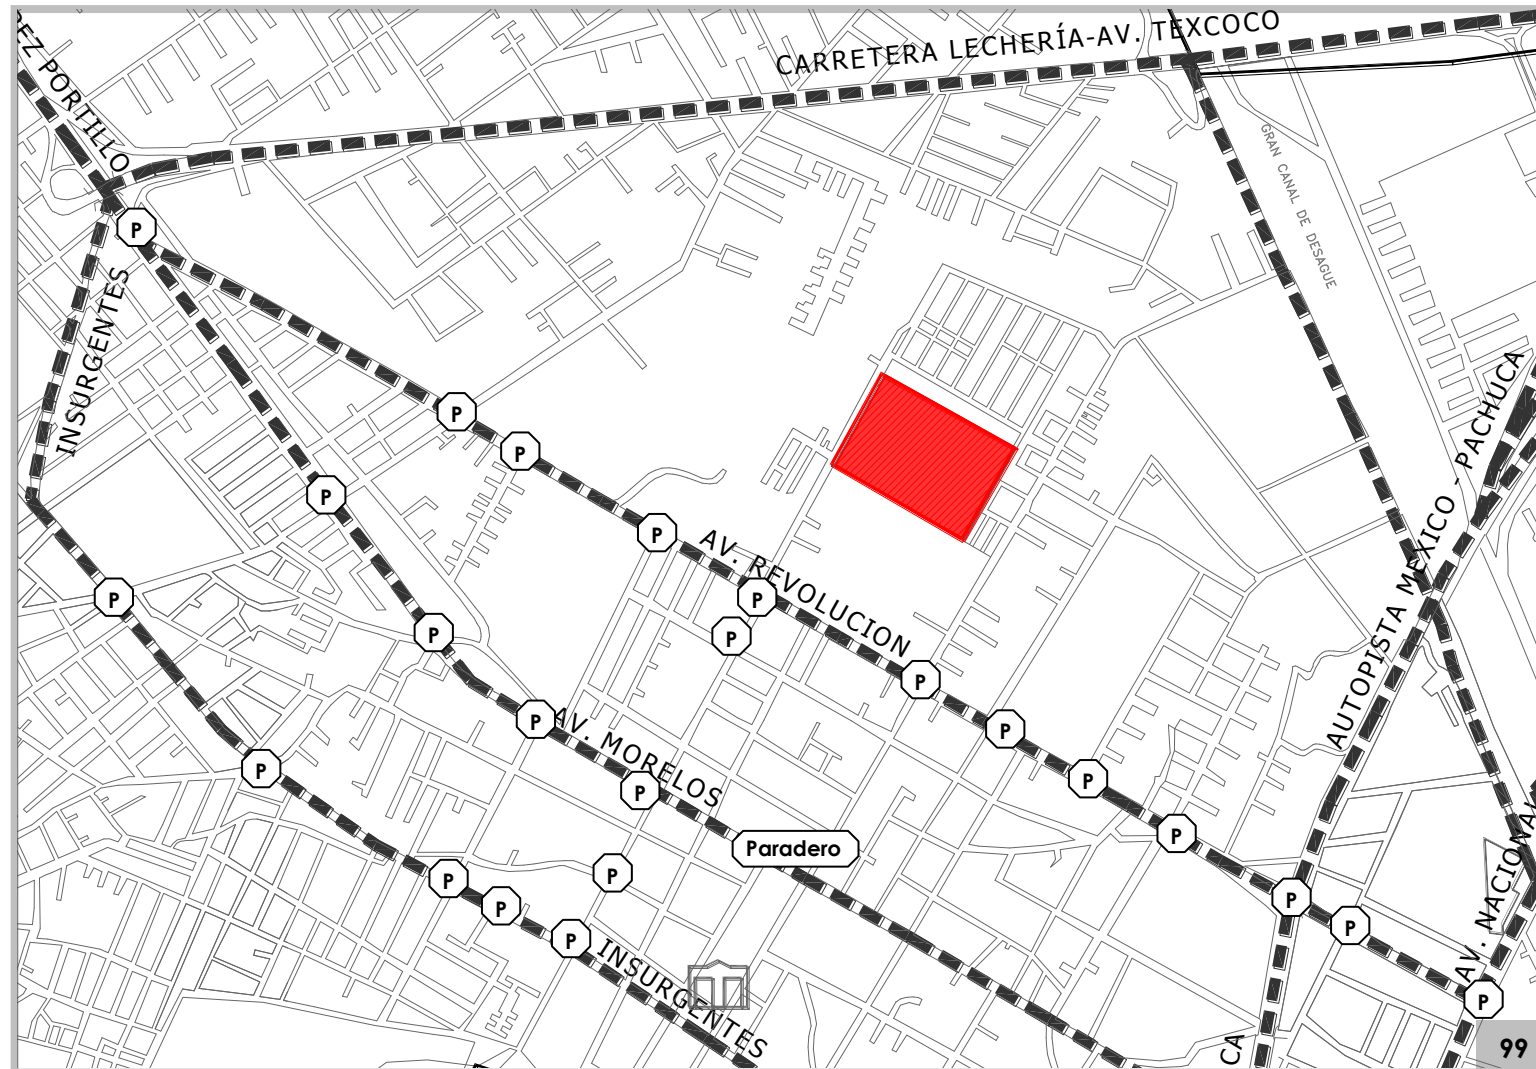 CARRETERA LECHERÍA-AV. TEXCOCO
EZ PORTILLO
GRAN CANAL DE DESAGUE
P
INSURGENTES
AUTOPISTA MEXICO - PACHUCA
P
P
P
P
AV. REVOLUCION
P
P
P
P
P
P
AV. MORELOS
P
P
P
P
P
AV. NACIONAL
P
Paradero
P
P
P
P
P
P
INSURGENTES
P
CA
99